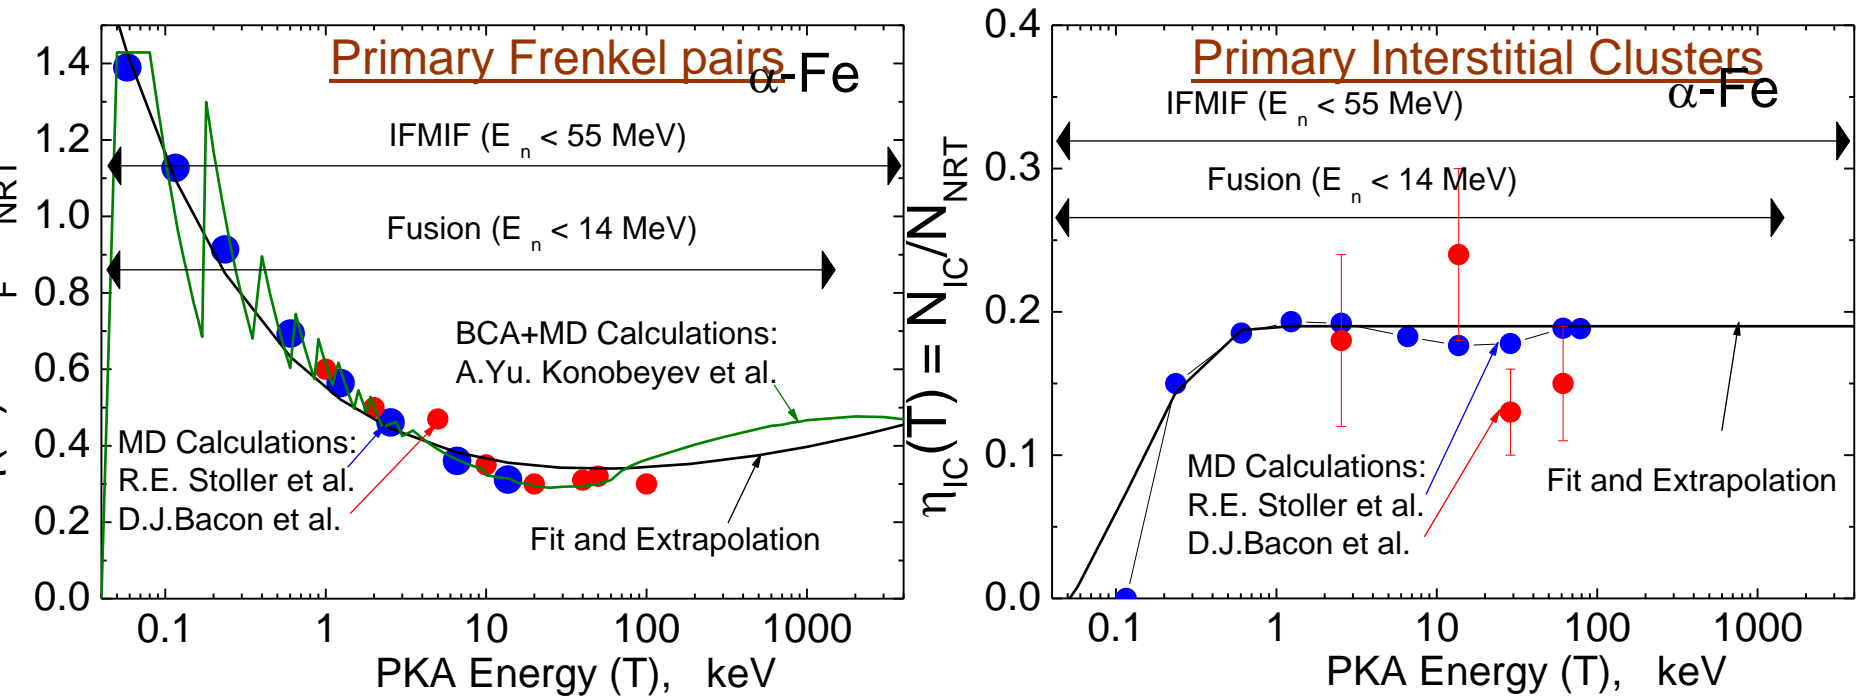 Primary Frenkel pairs
α-Fe
IFMIF (E n < 55 MeV)
Fusion (E n < 14 MeV)
BCA+MD Calculations:
A.Yu. Konobeyev et al.
MD Calculations:
R.E. Stoller et al.
D.J.Bacon et al.
Fit and Extrapolation
1.4
1.2
1.0
0.8
0.6
0.4
0.2
0.0
0.1 1 10 100 1000
PKA Energy (T), keV
F NRT
Primary Interstitial Clusters
α-Fe
IFMIF (E n < 55 MeV)
Fusion (E n < 14 MeV)
MD Calculations:
R.E. Stoller et al.
D.J.Bacon et al.
Fit and Extrapolation
0.4
0.3
0.2
0.1
0.0
0.1 1 10 100 1000
PKA Energy (T), keV
ηIC(T) = NIC/NNRT